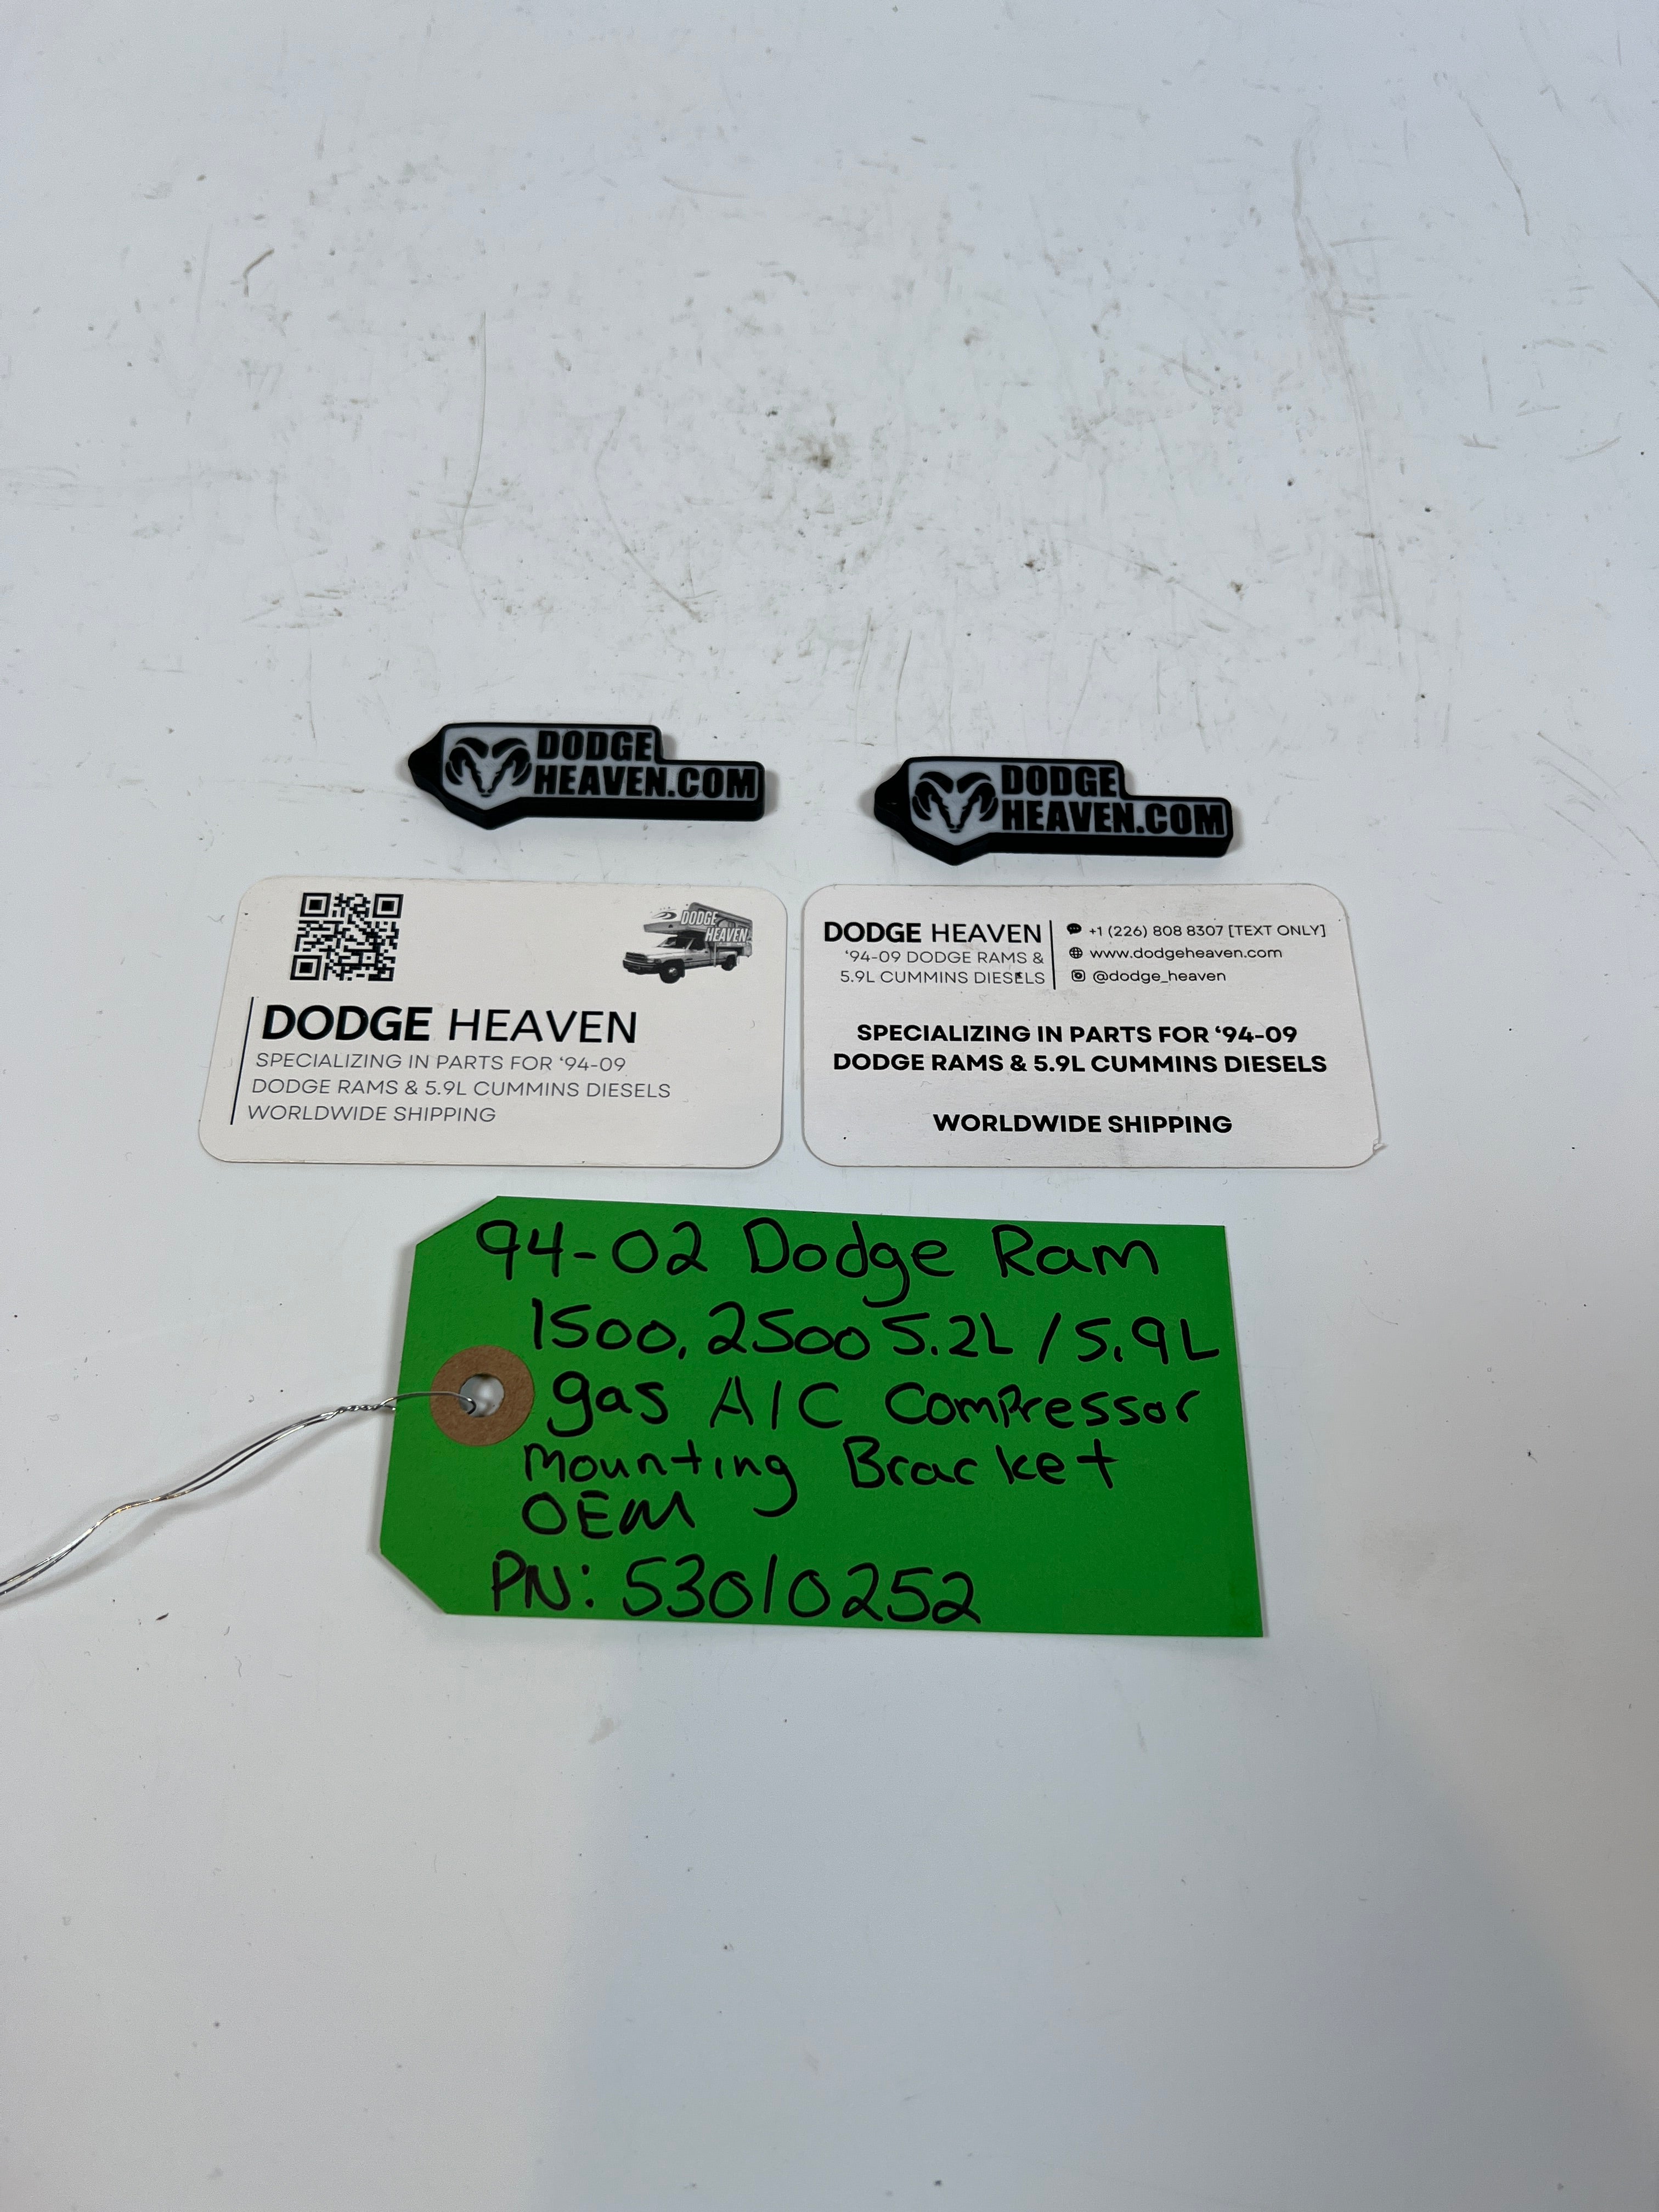 DODGE
HEAVEN.COM
DODGE
HEAVEN.COM
DODGE
HEAVEN
DODGE HEAVEN
SPECIALIZING IN PARTS FOR ‘94-09
DODGE RAMS & 5.9L CUMMINS DIESELS
WORLDWIDE SHIPPING
DODGE HEAVEN
‘94-09 DODGE RAMS &
5.9L CUMMINS DIESELS
+1 (226) 808 8307 [TEXT ONLY]
www.dodgeheaven.com
@dodge_heaven
SPECIALIZING IN PARTS FOR ‘94-09
DODGE RAMS & 5.9L CUMMINS DIESELS
WORLDWIDE SHIPPING
94-02 Dodge Ram
1500, 2500 5.2L / 5.9L
gas A/C Compressor
Mounting Bracket
OEM
PN: 53010252